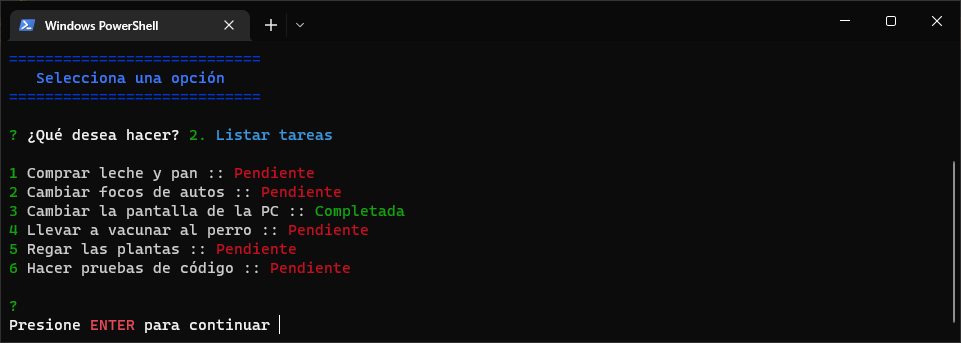 Windows PowerShell
============================
Selecciona una opción
============================
? ¿Qué desea hacer? 2. Listar tareas
1 Comprar leche y pan :: Pendiente
2 Cambiar focos de autos :: Pendiente
3 Cambiar la pantalla de la PC :: Completada
4 Llevar a vacunar al perro :: Pendiente
5 Regar las plantas :: Pendiente
6 Hacer pruebas de código :: Pendiente
?
Presione ENTER para continuar